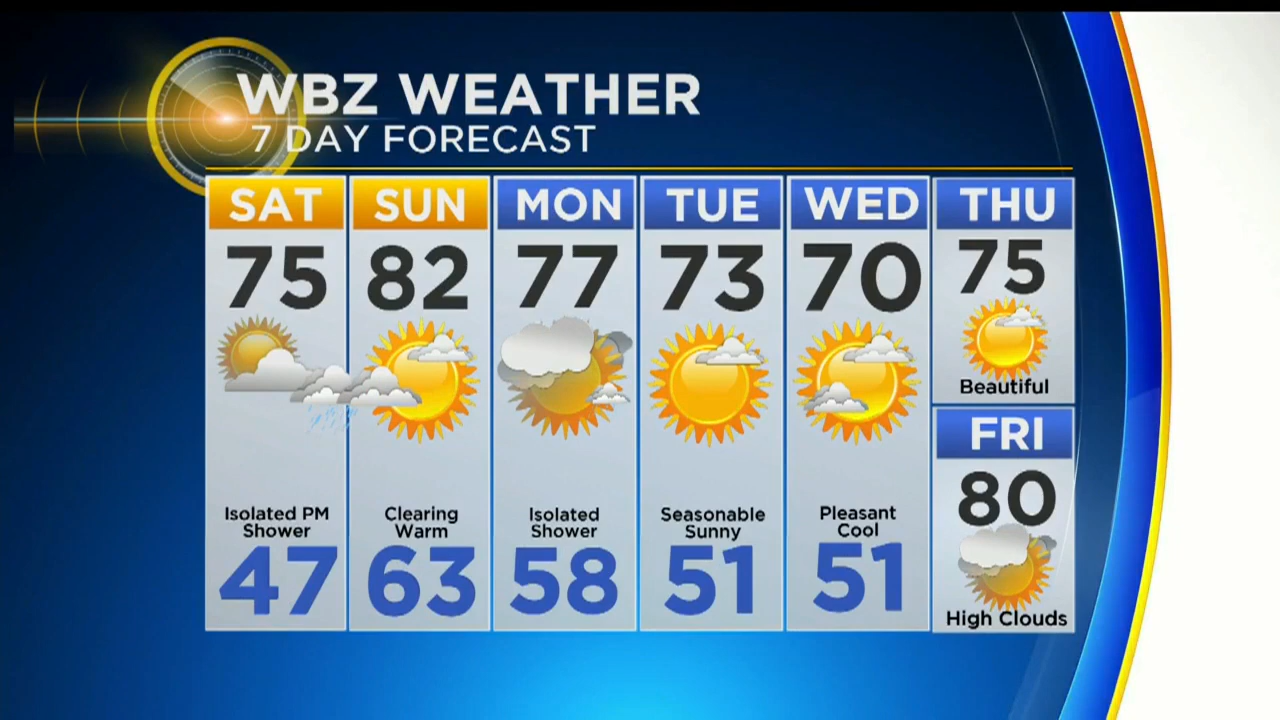 WBZ WEATHER
7 DAY FORECAST
SAT
75
Isolated PM
Shower
47
SUN
82
Clearing
Warm
63
MON
77
Isolated
Shower
58
TUE
73
Seasonable
Sunny
51
WED
70
Pleasant
Cool
51
THU
75
Beautiful
FRI
80
High Clouds